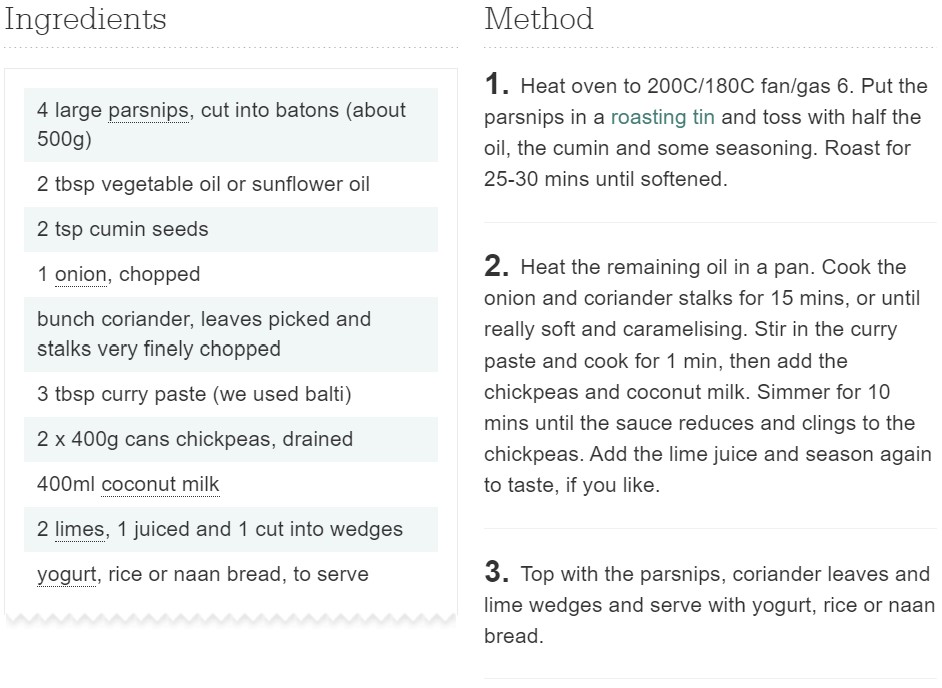 Ingredients
4 large parsnips, cut into batons (about
500g)
2 tbsp vegetable oil or sunflower oil
2 tsp cumin seeds
1 onion, chopped
bunch coriander, leaves picked and
stalks very finely chopped
3 tbsp curry paste (we used balti)
2 x 400g cans chickpeas, drained
400ml coconut milk
2 limes, 1 juiced and 1 cut into wedges
yogurt, rice or naan bread, to serve
Method
1. Heat oven to 200C/180C fan/gas 6. Put the
parsnips in a roasting tin and toss with half the
oil, the cumin and some seasoning. Roast for
25-30 mins until softened.
2. Heat the remaining oil in a pan. Cook the
onion and coriander stalks for 15 mins, or until
really soft and caramelising. Stir in the curry
paste and cook for 1 min, then add the
chickpeas and coconut milk. Simmer for 10
mins until the sauce reduces and clings to the
chickpeas. Add the lime juice and season again
to taste, if you like.
3. Top with the parsnips, coriander leaves and
lime wedges and serve with yogurt, rice or naan
bread.